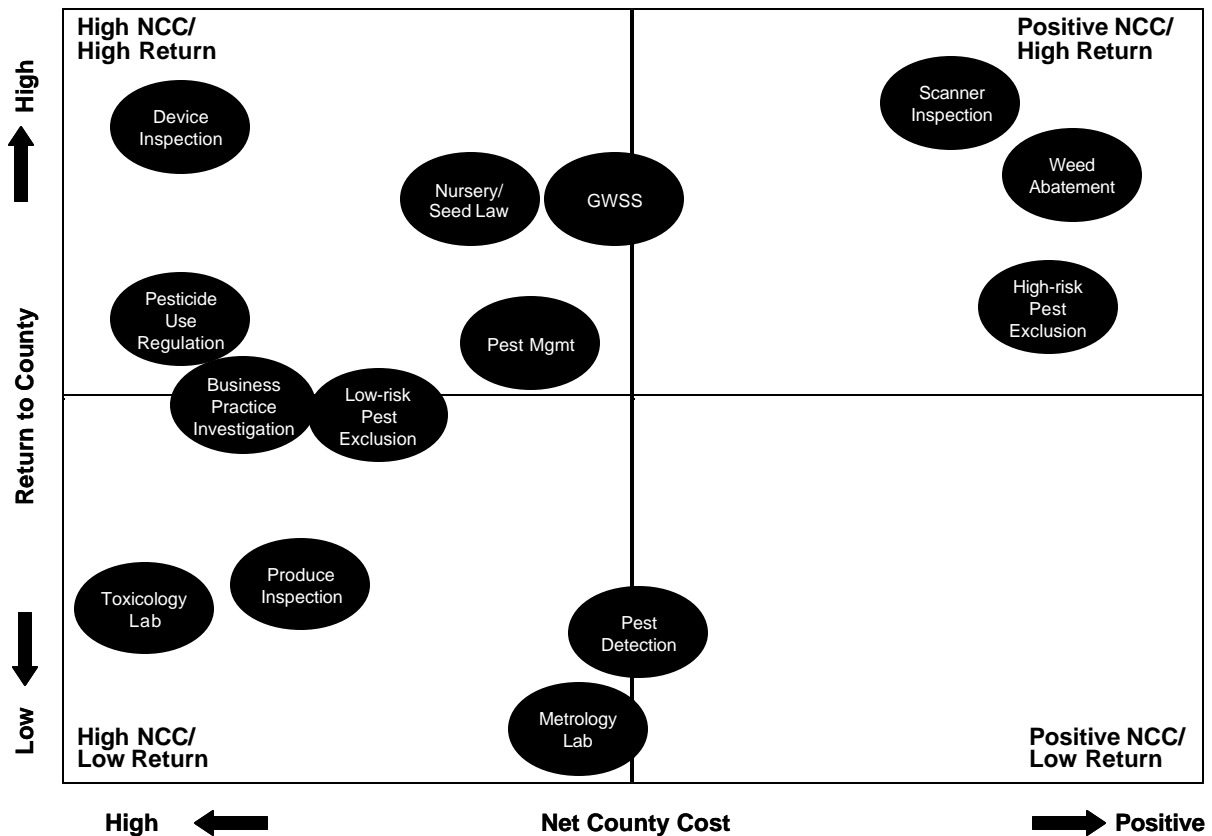 High NCC/
High Return
Positive NCC/
High Return
High
Device
Inspection
Scanner
Inspection
Nursery/
Seed Law
GWSS
Weed
Abatement
Pesticide
Use
Regulation
Pest Mgmt
High-risk
Pest
Exclusion
Return to County
Business
Practice
Investigation
Low-risk
Pest
Exclusion
Toxicology
Lab
Produce
Inspection
Pest
Detection
Metrology
Lab
Low
High NCC/
Low Return
Positive NCC/
Low Return
High
Net County Cost
Positive